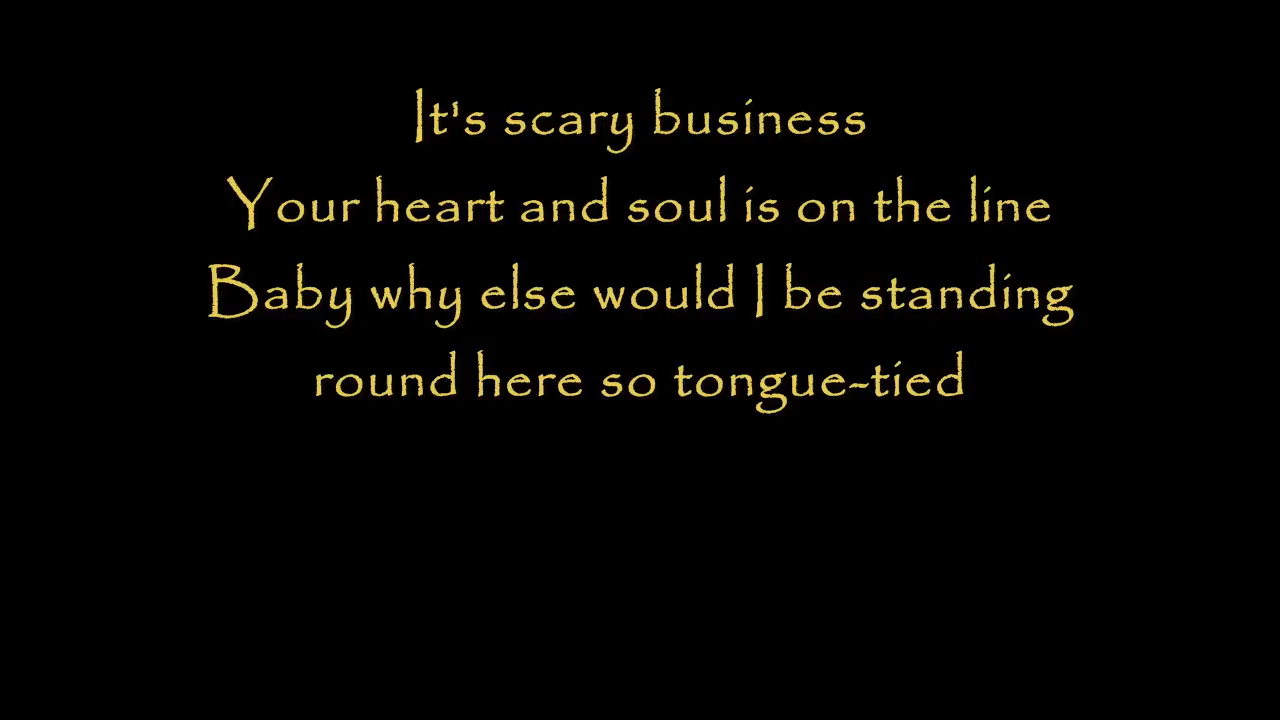 It's scary business
Your heart and soul is on the line
Baby why else would I be standing
round here so tongue-tied